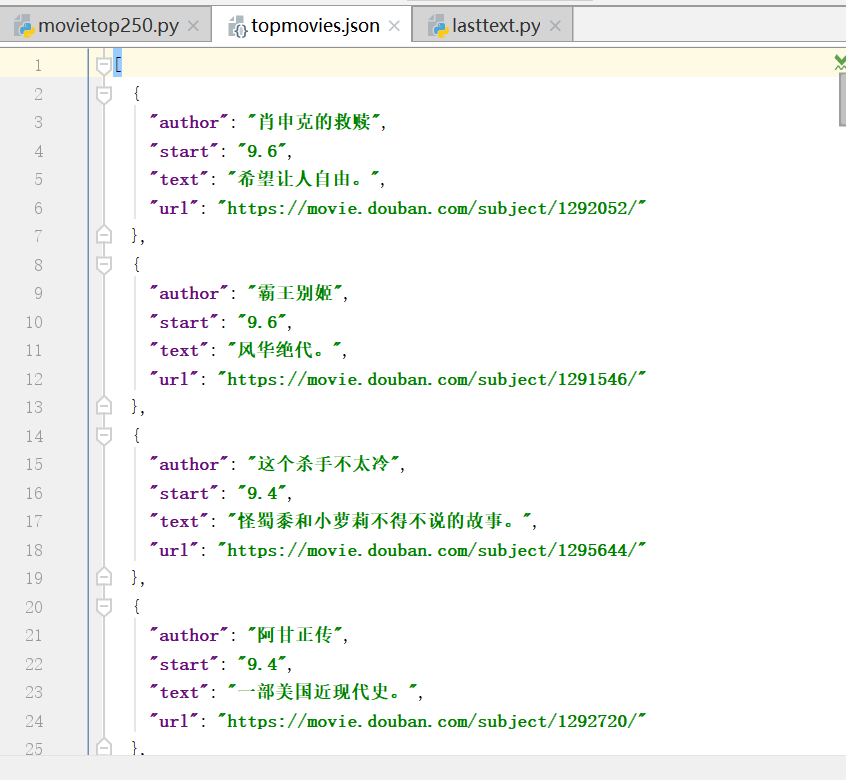 movietop250.py topmovies.json lasttext.py
1 [
2 {
3 "author": "肖申克的救赎",
4 "start": "9.6",
5 "text": "希望让人自由。",
6 "url": "https://movie.douban.com/subject/1292052/"
7 },
8 {
9 "author": "霸王别姬",
10 "start": "9.6",
11 "text": "风华绝代。",
12 "url": "https://movie.douban.com/subject/1291546/"
13 },
14 {
15 "author": "这个杀手不太冷",
16 "start": "9.4",
17 "text": "怪蜀黍和小萝莉不得不说的故事。",
18 "url": "https://movie.douban.com/subject/1295644/"
19 },
20 {
21 "author": "阿甘正传",
22 "start": "9.4",
23 "text": "一部美国近现代史。",
24 "url": "https://movie.douban.com/subject/1292720/"
25 },